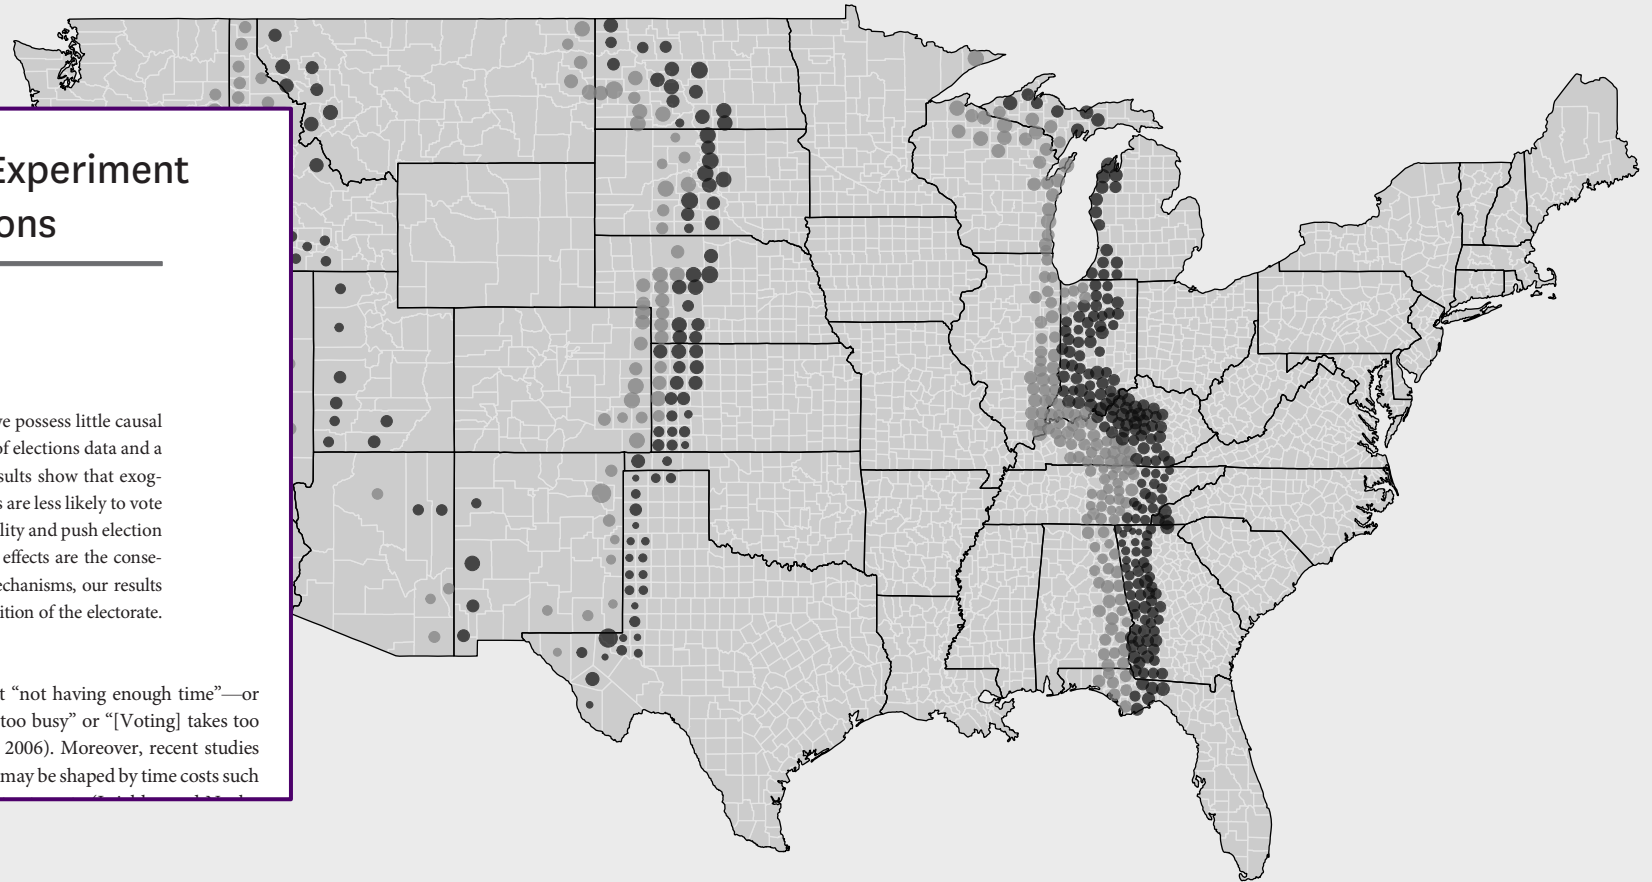 Experiment
ons
ve possess little causal
of elections data and a
sults show that exog-
s are less likely to vote
lity and push election
effects are the conse-
echanisms, our results
ition of the electorate.
t “not having enough time”—or
too busy” or “[Voting] takes too
2006). Moreover, recent studies
may be shaped by time costs such